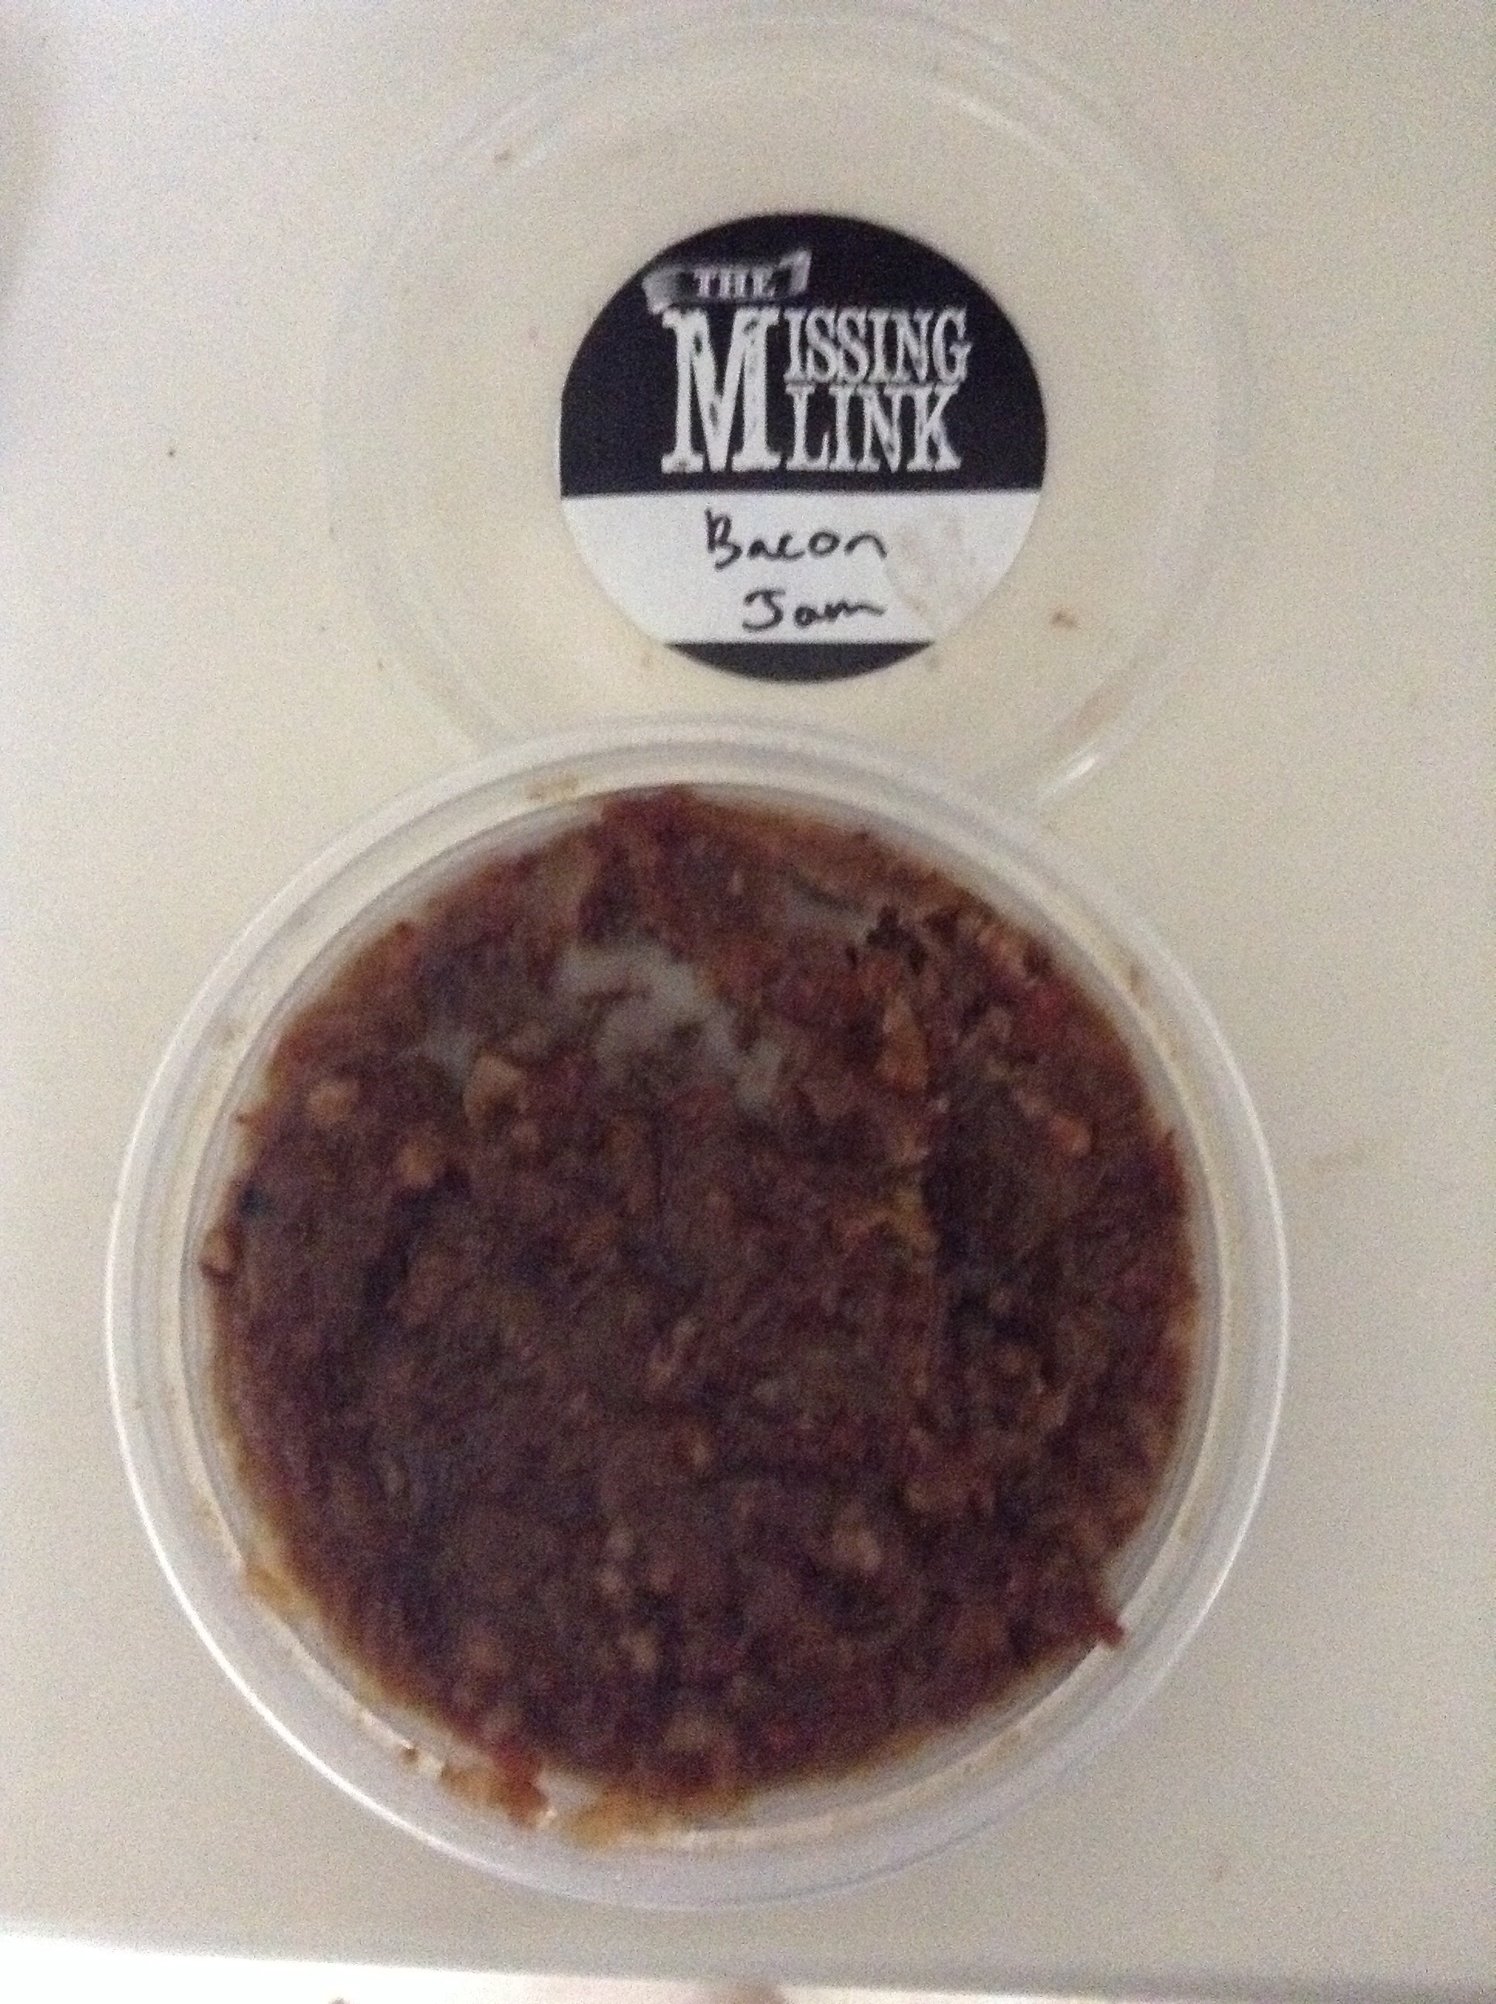 THE
MISSING
LINK
Bacon
Jam